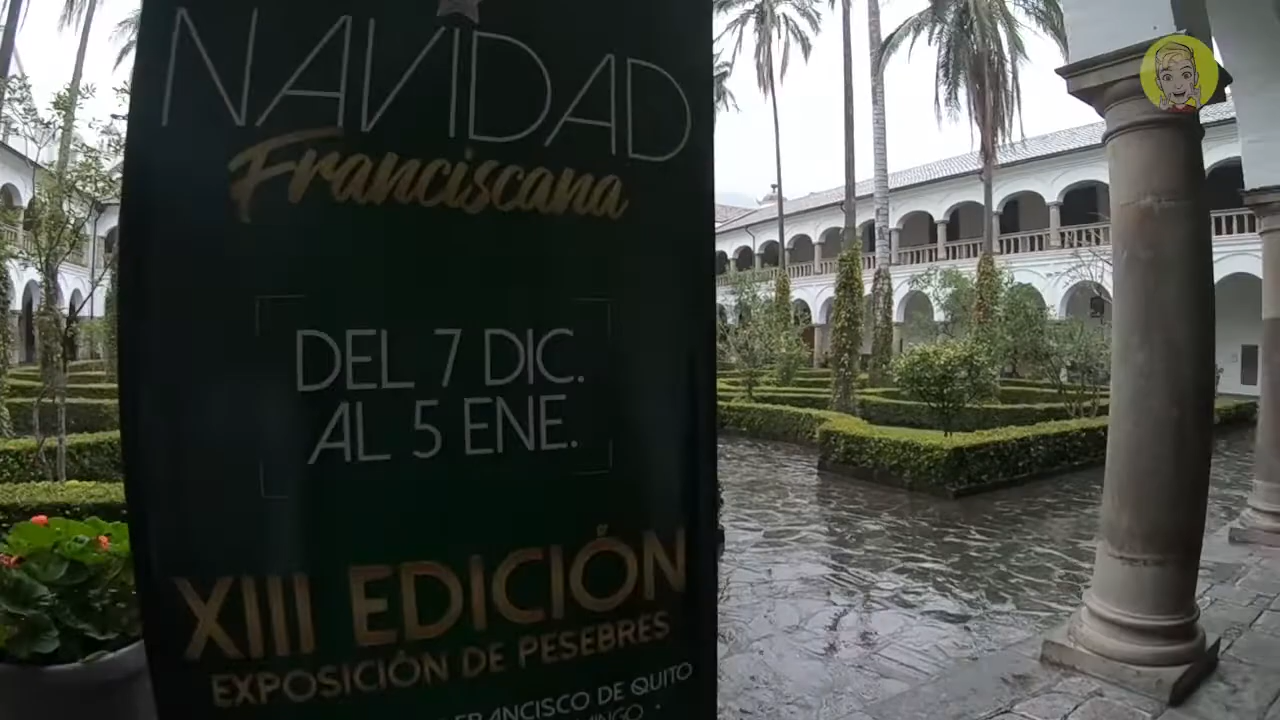 NAVIDAD
Franciscana
DEL 7 DIC.
AL 5 ENE.
XIII EDICIÓN
EXPOSICIÓN DE PESEBRES
FRANCISCO DE QUITO